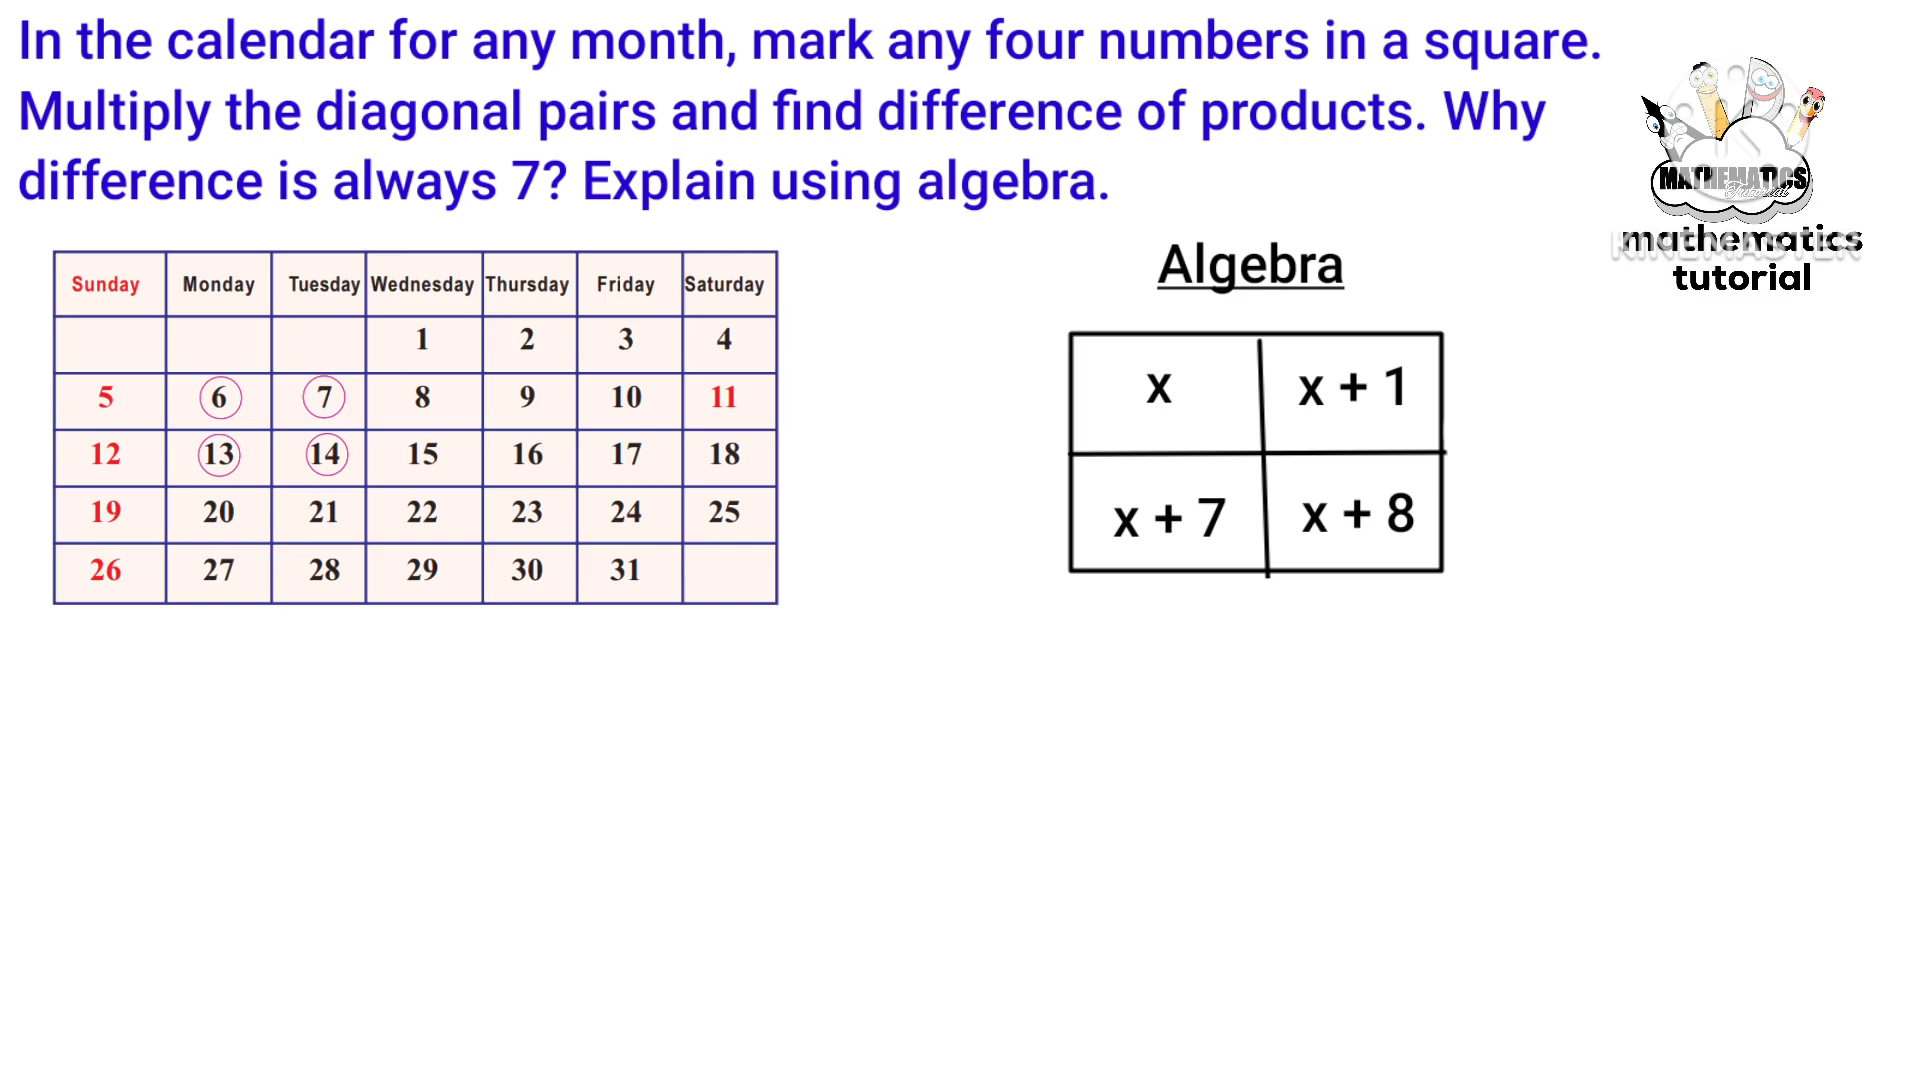 In the calendar for any month, mark any four numbers in a square.
Multiply the diagonal pairs and find difference of products. Why
difference is always 7? Explain using algebra.
MATHEMATICS
Tutorial
mathematics
KINEMASTER
tutorial
Sunday Monday Tuesday Wednesday Thursday Friday Saturday
1 2 3 4
5 6 7 8 9 10 11
12 13 14 15 16 17 18
19 20 21 22 23 24 25
26 27 28 29 30 31
Algebra
x x + 1
x + 7 x + 8